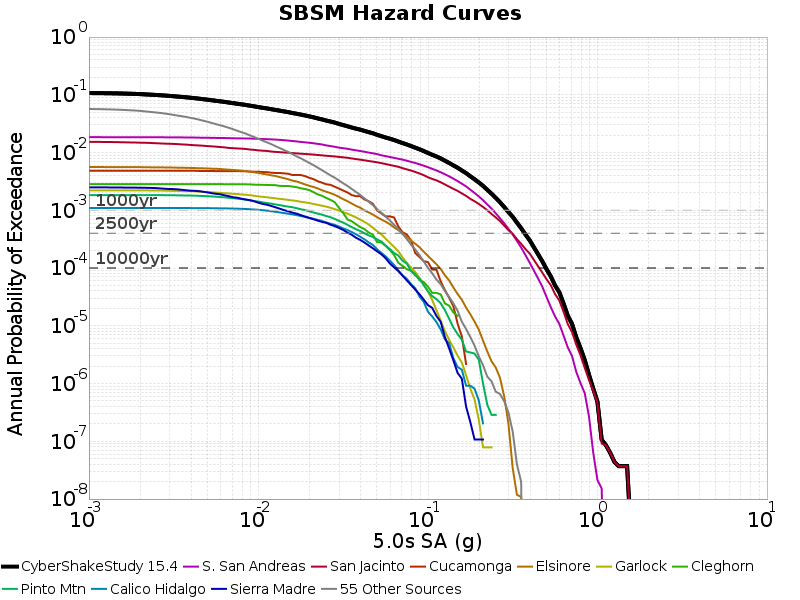 SBSM Hazard Curves
10^0
10^-1
10^-2
10^-3
10^-4
10^-5
10^-6
10^-7
10^-8
1000yr
2500yr
10000yr
Annual Probability of Exceedance
10^-3 10^-2 10^-1 10^0 10^1
5.0s SA (g)
CyberShakeStudy 15.4 S. San Andreas San Jacinto Cucamonga Elsinore Garlock Cleghorn
Pinto Mtn Calico Hidalgo Sierra Madre 55 Other Sources